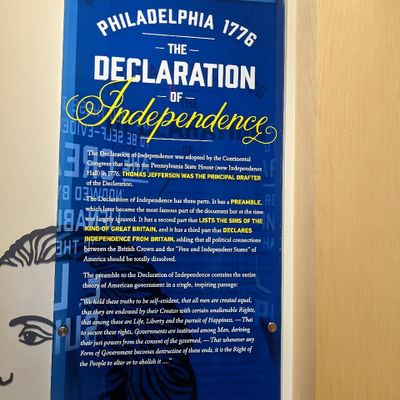 PHILADELPHIA 1776
THE
DECLARATION
OF
Independence
The Declaration of Independence was adopted by the Continental
Congress that met in the Pennsylvania State House (now Independence
Hall) in 1776. THOMAS JEFFERSON WAS THE PRINCIPAL DRAFTER
of the Declaration.
The Declaration of Independence has three parts. It has a PREAMBLE,
which later became the most famous part of the document but at the time
was largely ignored. It has a second part that LISTS THE SINS OF THE
KING OF GREAT BRITAIN, and it has a third part that DECLARES
INDEPENDENCE FROM BRITAIN, adding that all political connections
between the British Crown and the "Free and Independent States" of
America should be totally dissolved.
The preamble to the Declaration of Independence contains the entire
theory of American government in a single, inspiring passage:
"We hold these truths to be self-evident, that all men are created equal,
that they are endowed by their Creator with certain unalienable Rights,
that among these are Life, Liberty and the pursuit of Happiness. — That
to secure these rights, Governments are instituted among Men, deriving
their just powers from the consent of the governed, — That whenever any
Form of Government becomes destructive of these ends, it is the Right of
the People to alter or to abolish it ...."